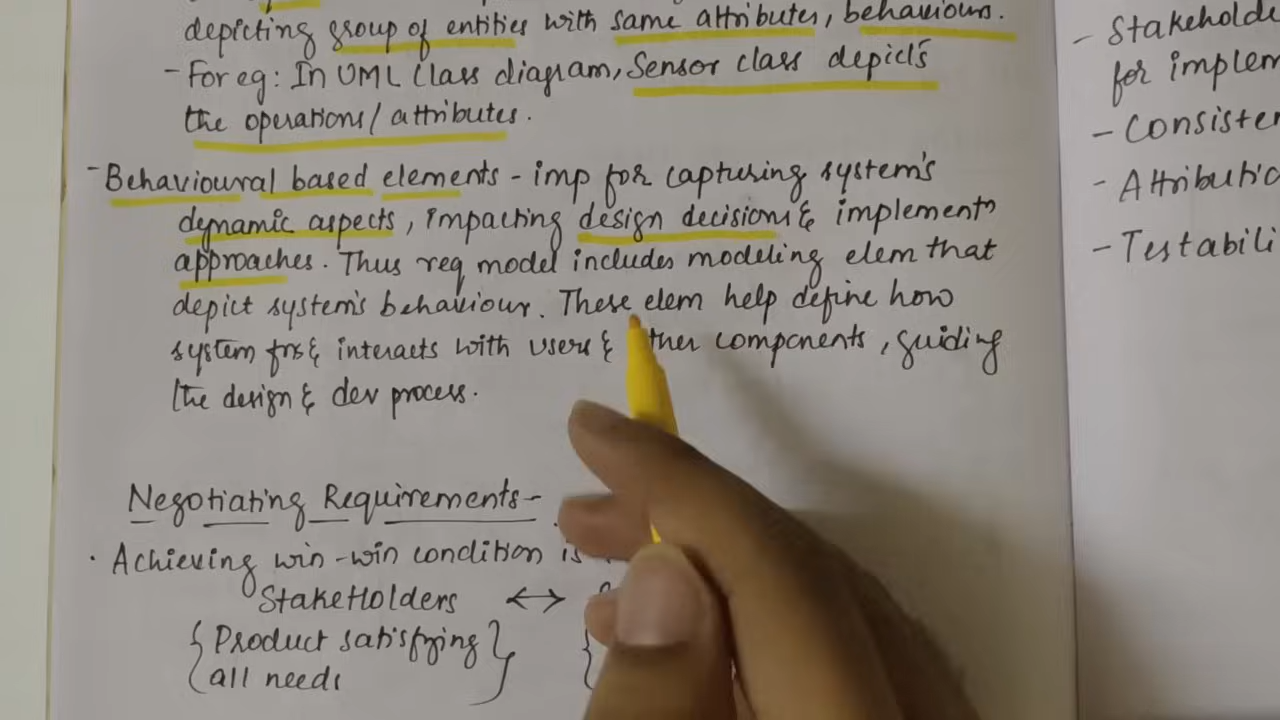 depicting group of entities with same attributes, behaviours.
- For eg: In UML class diagram, Sensor class depicts
the operations/attributes.
- Behavioural based elements - imp for capturing system's
dynamic aspects, impacting design decisions & implementn
approaches. Thus req model includes modeling elem that
depict system's behaviour. These elem help define how
system fns & interacts with users & ther components, guiding
the design & dev process.
Negotiating Requirements-
. Achieving win-win condition is
StakeHolders ↔
{Product satisfying}
all needs
- Stakeholde
for implem
- Consisten
- Attributio
- Testabili